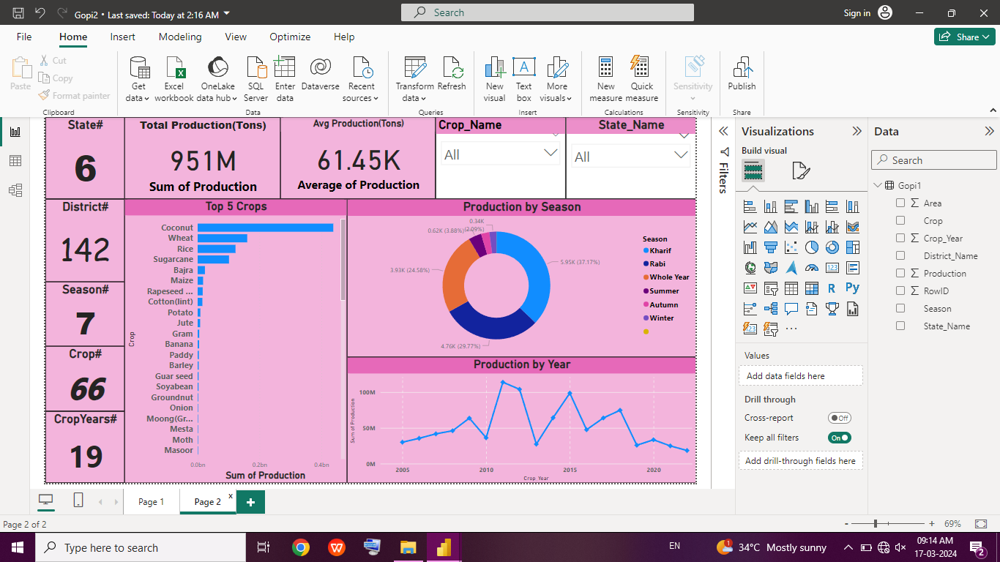 Gopi2 • Last saved: Today at 2:16 AM
Search
Sign in
File
Home
Insert
Modeling
View
Optimize
Help
Share
Paste
Cut
Copy
Format painter
Clipboard
Get data
Excel workbook
OneLake data hub
SQL Server
Enter data
Dataverse
Recent sources
Data
Transform data
Refresh
Queries
New visual
Text box
More visuals
Insert
New measure
Quick measure
Calculations
Sensitivity
Sensitivity
Publish
Share
State#
6
Total Production(Tons)
951M
Sum of Production
Avg Production(Tons)
61.45K
Average of Production
Crop_Name
All
State_Name
All
District#
142
Season#
7
Crop#
66
CropYears#
19
Top 5 Crops
Crop
Coconut
Wheat
Rice
Sugarcane
Bajra
Maize
Rapeseed ...
Cotton(lint)
Potato
Jute
Gram
Banana
Paddy
Barley
Guar seed
Soyabean
Groundnut
Onion
Moong(Gr...
Mesta
Moth
Masoor
0.0bn
0.2bn
0.4bn
Sum of Production
Production by Season
0.34K
(2.09%)
0.62K (3.88%)
5.95K (37.17%)
3.93K (24.58%)
4.76K (29.77%)
Season
Kharif
Rabi
Whole Year
Summer
Autumn
Winter
Production by Year
Sum of Production
100M
50M
0M
2005
2010
2015
2020
Crop Year
Filters
Visualizations
Build visual
123
R
Py
123
...
Values
Add data fields here
Drill through
Cross-report
Off
Keep all filters
On
Add drill-through fields here
Data
Search
Gopi1
Area
Crop
Crop_Year
District_Name
Production
RowID
Season
State_Name
Page 1
Page 2
x
+
Page 2 of 2
- + 69%
Type here to search
EN
1
34°C Mostly sunny
09:14 AM
17-03-2024
2